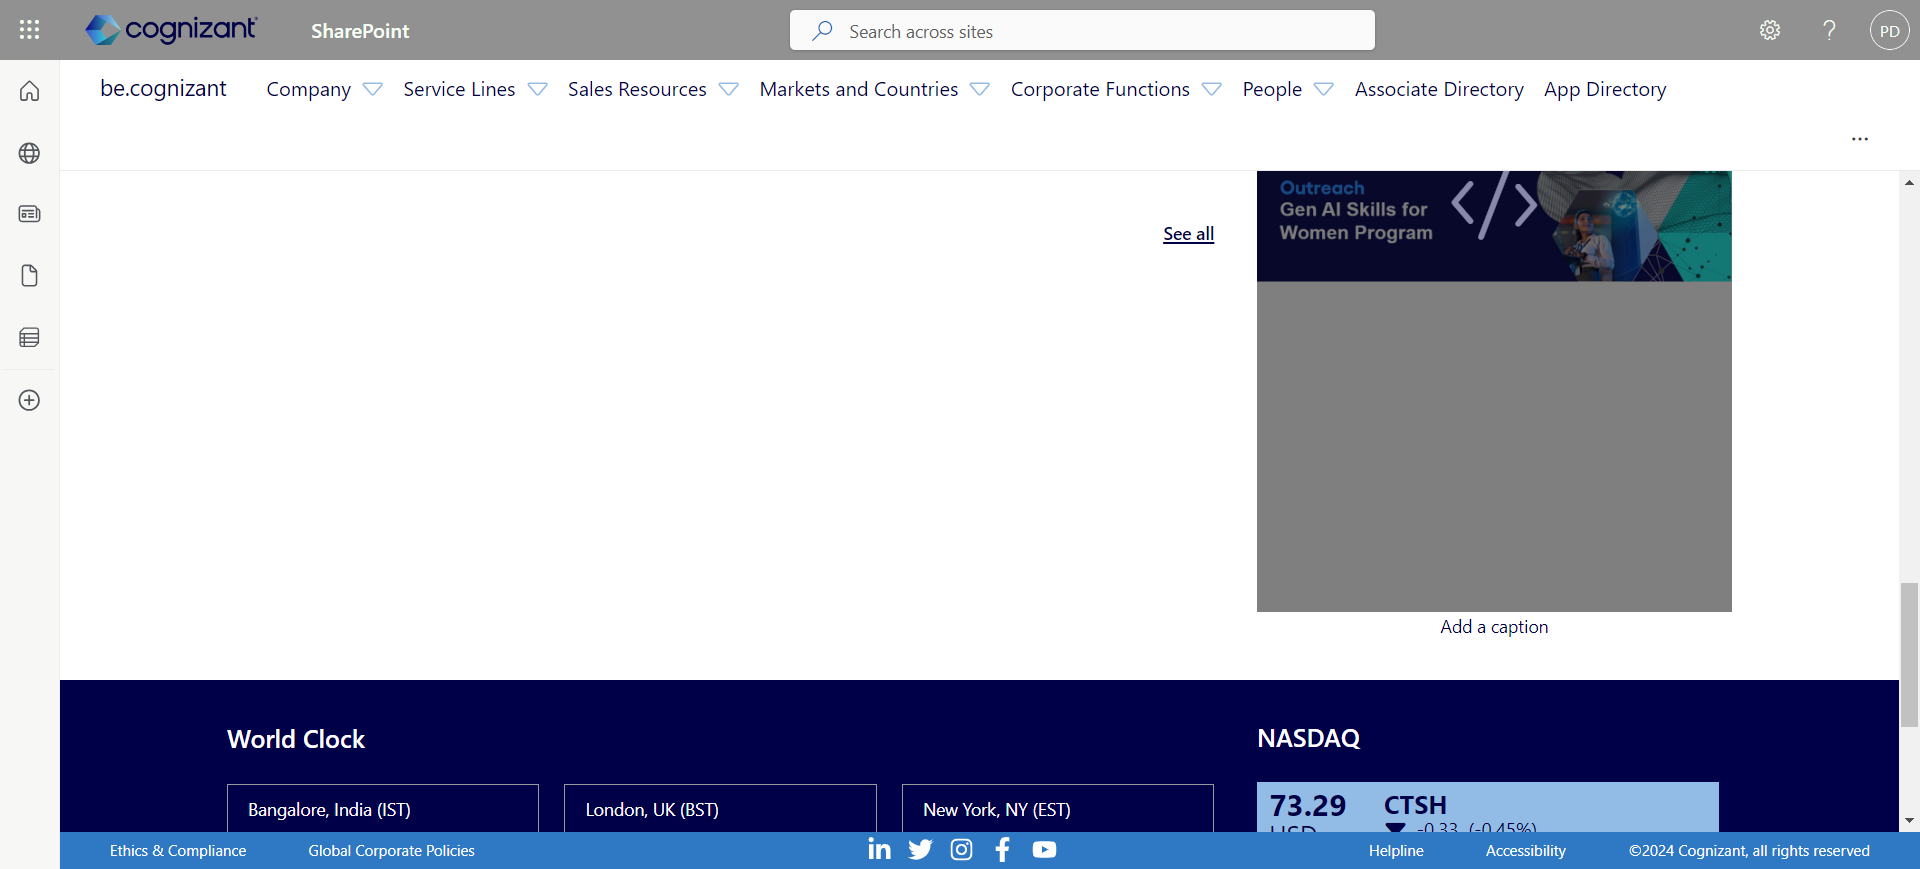 cognizant
SharePoint
Search across sites
PD
be.cognizant
Company
Service Lines
Sales Resources
Markets and Countries
Corporate Functions
People
Associate Directory
App Directory
...
Outreach
Gen AI Skills for
Women Program
See all
Add a caption
World Clock
NASDAQ
Bangalore, India (IST)
London, UK (BST)
New York, NY (EST)
73.29
CTSH
USD
-0.33 (-0.45%)
Ethics & Compliance
Global Corporate Policies
Helpline
Accessibility
©2024 Cognizant, all rights reserved